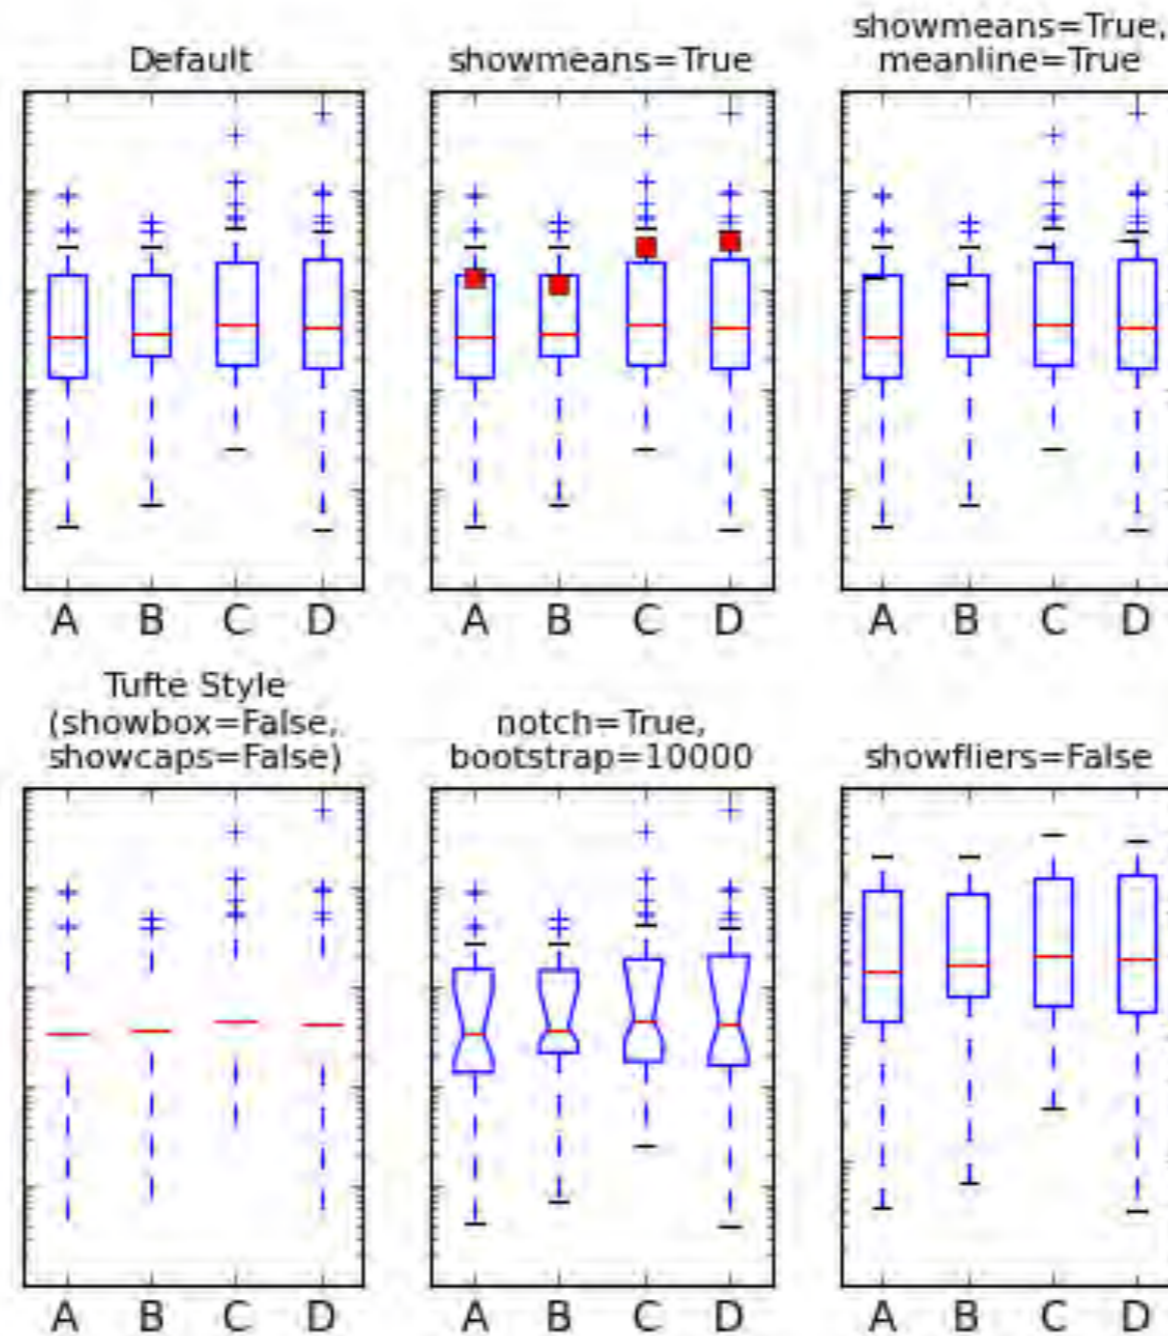 Default
showmeans=True
showmeans=True,
meanline=True
A B C D
A B C D
A B C D
Tufte Style
(showbox=False,
showcaps=False)
notch=True,
bootstrap=10000
showfliers=False
A B C D
A B C D
A B C D